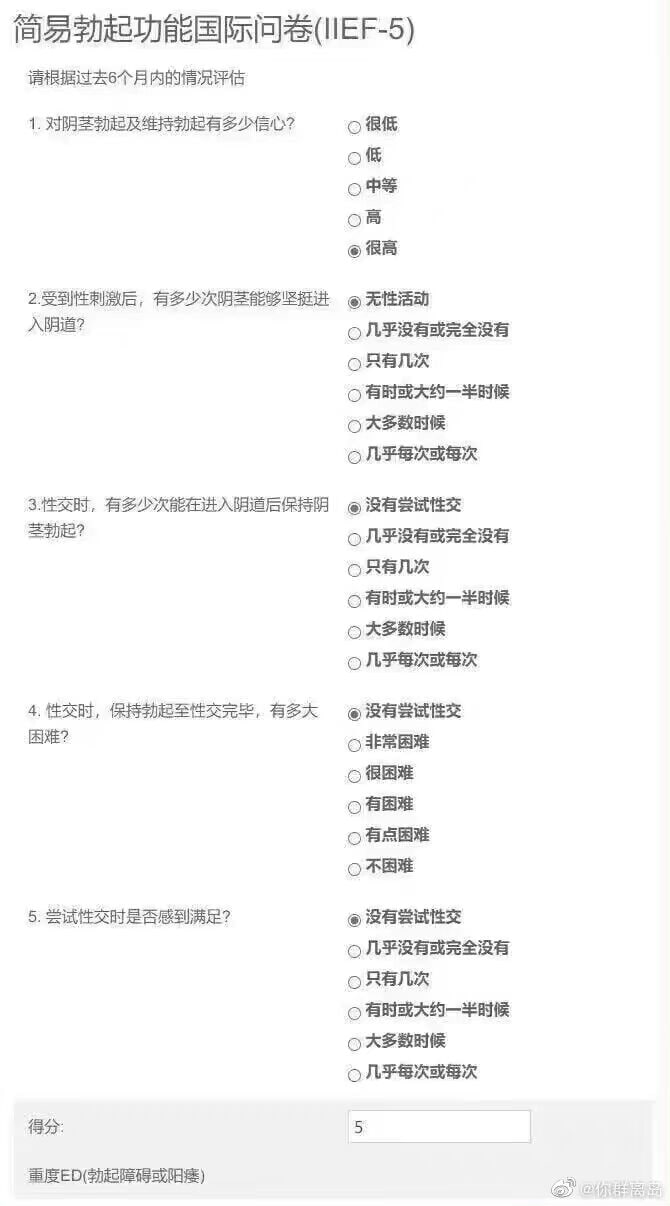 简易勃起功能国际问卷(IIEF-5)
请根据过去6个月内的情况评估
1. 对阴茎勃起及维持勃起有多少信心?
很低
低
中等
高
很高
2.受到性刺激后，有多少次阴茎能够坚挺进
入阴道?
无性活动
几乎没有或完全没有
只有几次
有时或大约一半时候
大多数时候
几乎每次或每次
3.性交时，有多少次能在进入阴道后保持阴
茎勃起?
没有尝试性交
几乎没有或完全没有
只有几次
有时或大约一半时候
大多数时候
几乎每次或每次
4. 性交时，保持勃起至性交完毕，有多大
困难?
没有尝试性交
非常困难
很困难
有困难
有点困难
不困难
5. 尝试性交时是否感到满足?
没有尝试性交
几乎没有或完全没有
只有几次
有时或大约一半时候
大多数时候
几乎每次或每次
得分:
5
重度ED(勃起障碍或阳痿)
@你群离岛